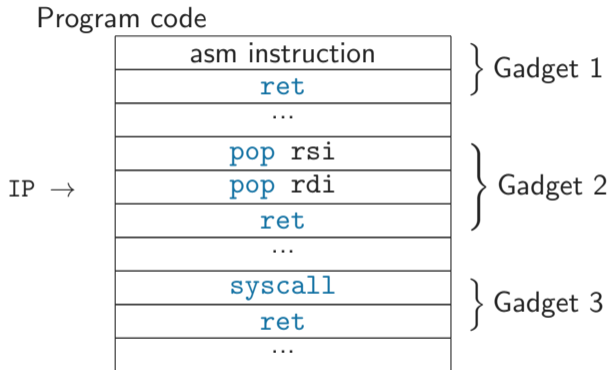 Program code
asm instruction
ret
Gadget 1
...
pop rsi
IP → pop rdi
ret
Gadget 2
...
syscall
ret
Gadget 3
...